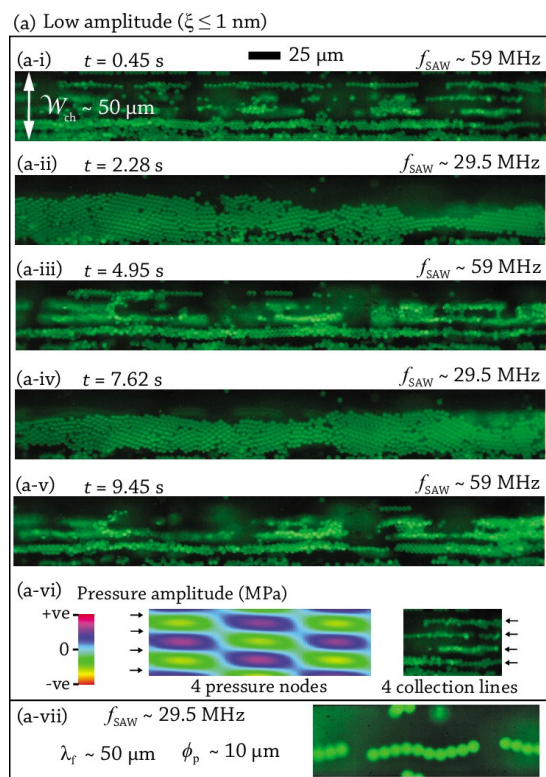 (a) Low amplitude (ξ ≤ 1 nm)
(a-i) t = 0.45 s 25 μm f_SAW ~ 59 MHz
W_ch ~ 50 μm
(a-ii) t = 2.28 s f_SAW ~ 29.5 MHz
(a-iii) t = 4.95 s f_SAW ~ 59 MHz
(a-iv) t = 7.62 s f_SAW ~ 29.5 MHz
(a-v) t = 9.45 s f_SAW ~ 59 MHz
(a-vi) Pressure amplitude (MPa)
+ve
0
-ve
4 pressure nodes 4 collection lines
(a-vii) f_SAW ~ 29.5 MHz
λ_f ~ 50 μm ϕ_p ~ 10 μm